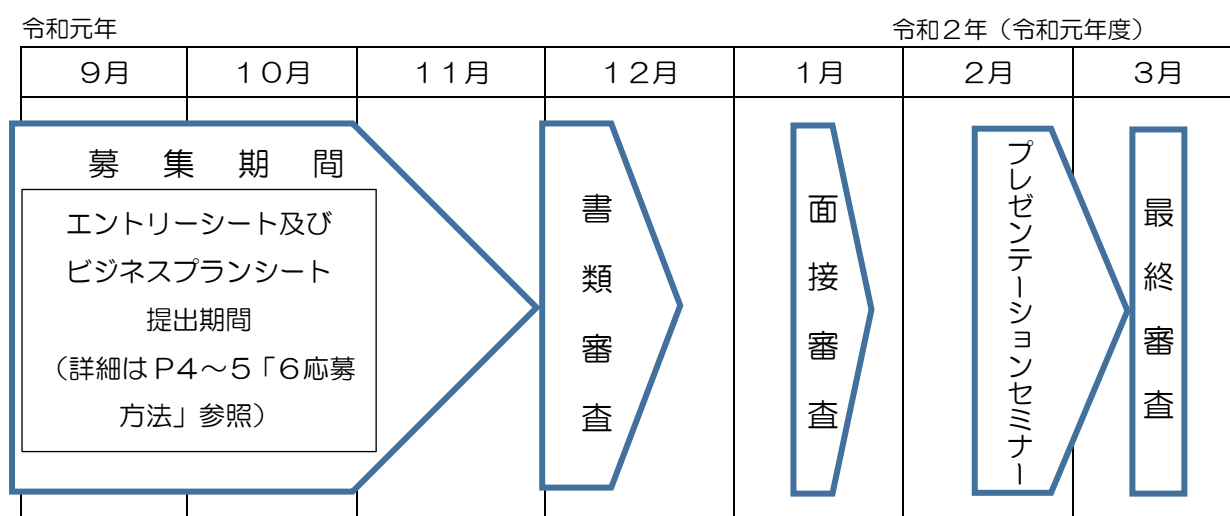 令和元年
令和2年（令和元年度）
９月
１０月
１１月
１２月
１月
２月
３月
募集期間
エントリーシート及び
ビジネスプランシート
提出期間
（詳細はＰ４～５「６応募
方法」参照）
書類審査
面接審査
プレゼンテーションセミナー
最終審査